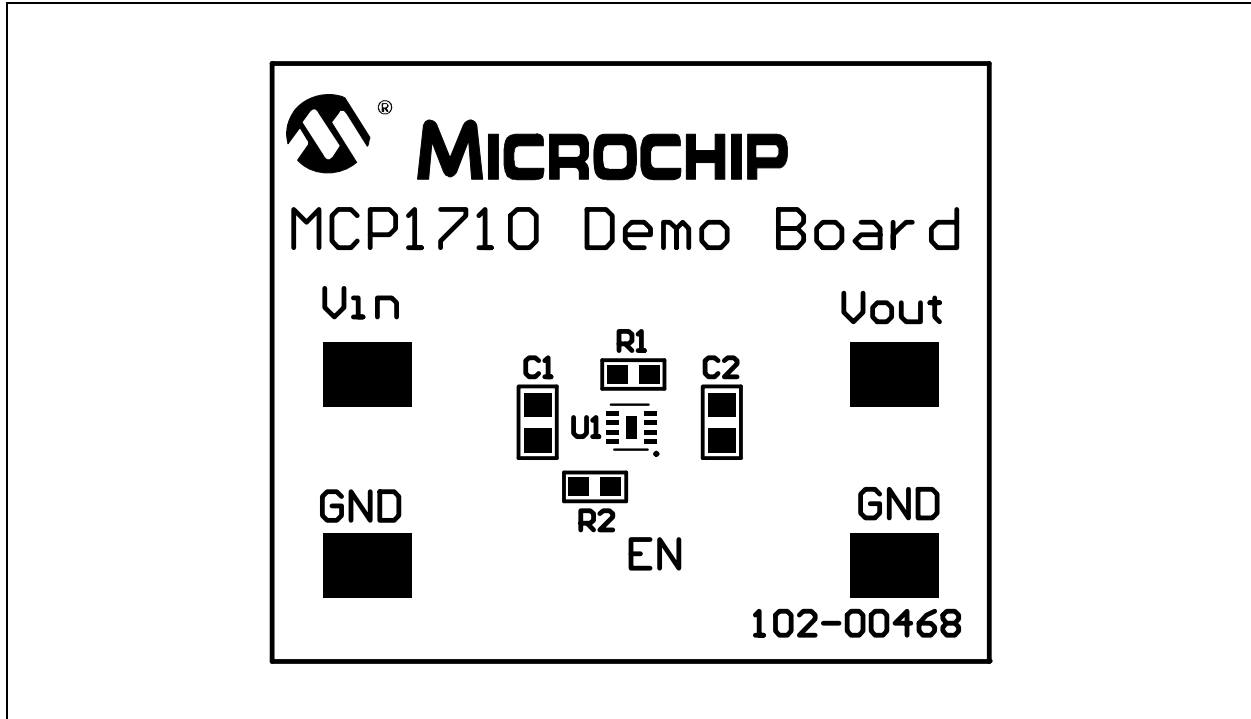 ®
MICROCHIP
MCP1710 Demo Board
Vin
Vout
R1
C1
C2
U1
GND
GND
R2
EN
102-00468